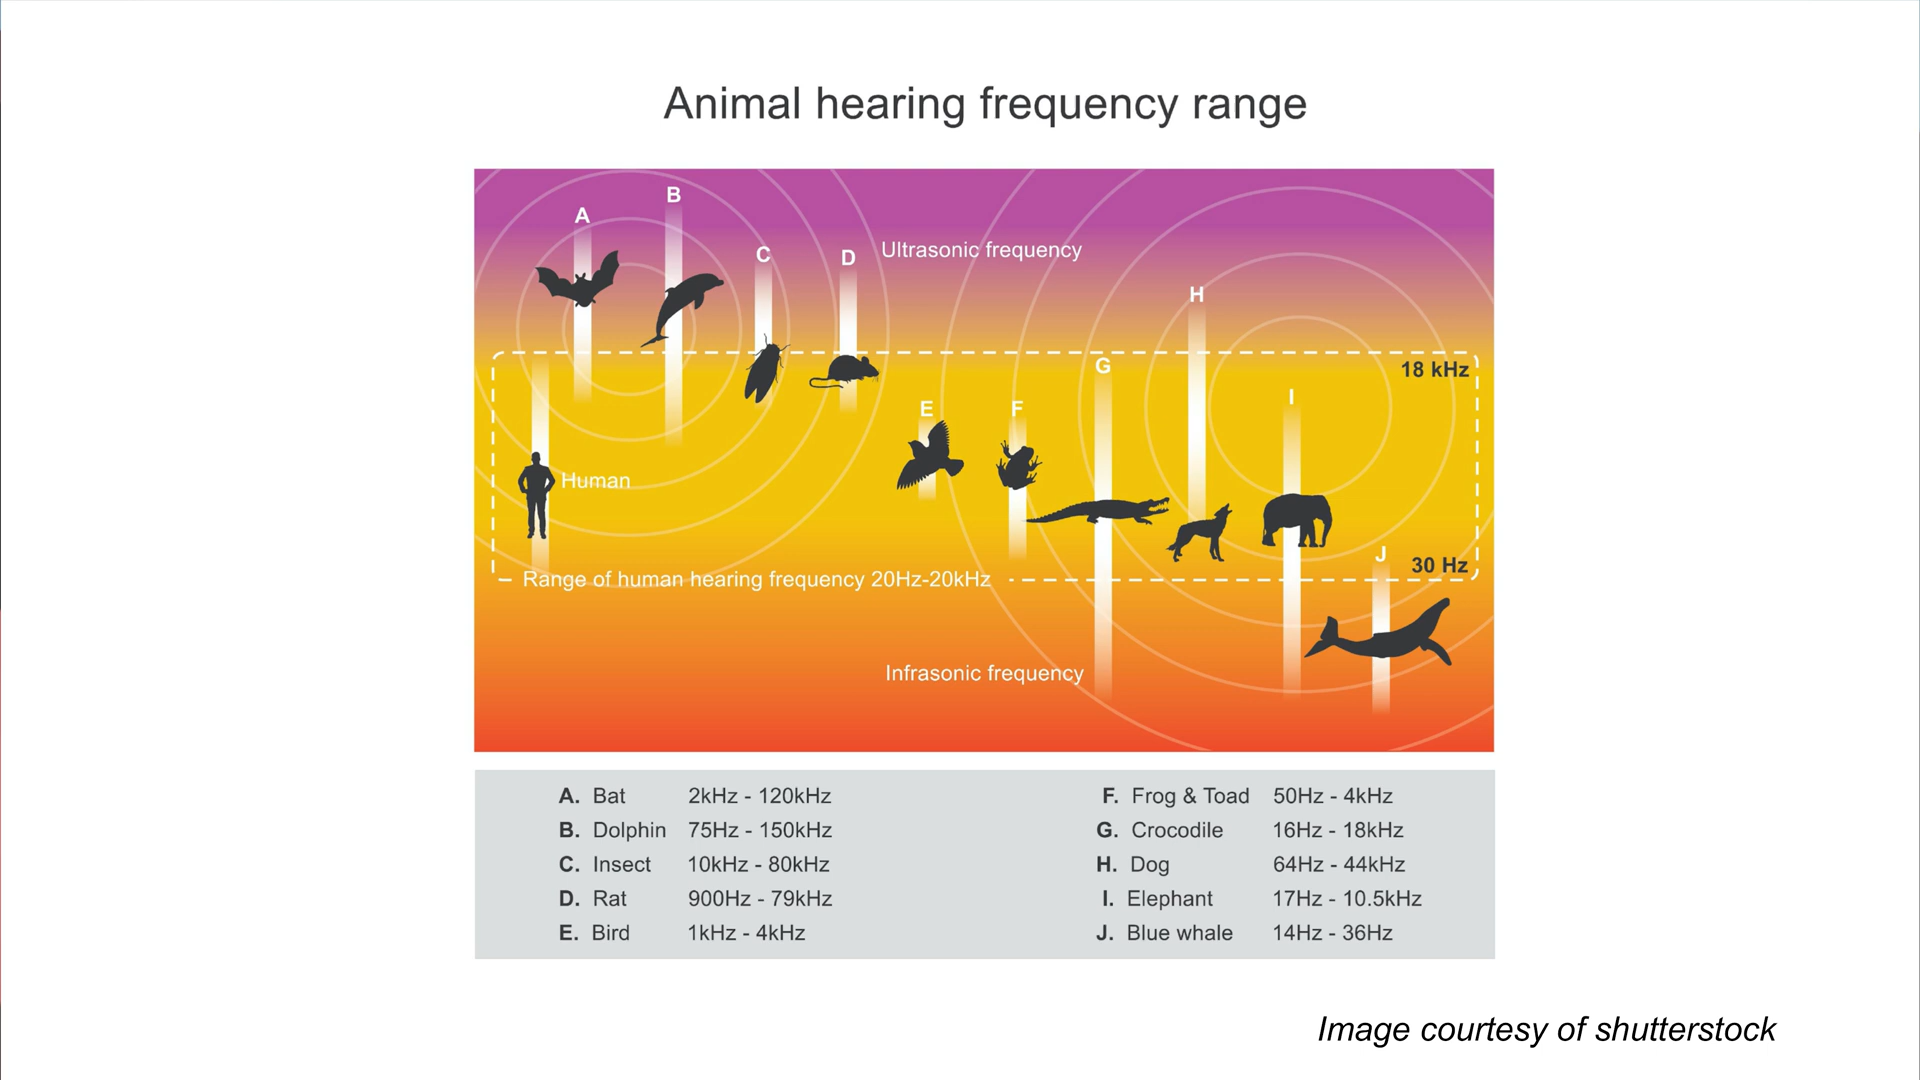 Animal hearing frequency range
A
B
C
D
Ultrasonic frequency
H
G
18 kHz
E
F
I
Human
J
30 Hz
Range of human hearing frequency 20Hz-20kHz
Infrasonic frequency
A. Bat 2kHz - 120kHz
B. Dolphin 75Hz - 150kHz
C. Insect 10kHz - 80kHz
D. Rat 900Hz - 79kHz
E. Bird 1kHz - 4kHz
F. Frog & Toad 50Hz - 4kHz
G. Crocodile 16Hz - 18kHz
H. Dog 64Hz - 44kHz
I. Elephant 17Hz - 10.5kHz
J. Blue whale 14Hz - 36Hz
Image courtesy of shutterstock